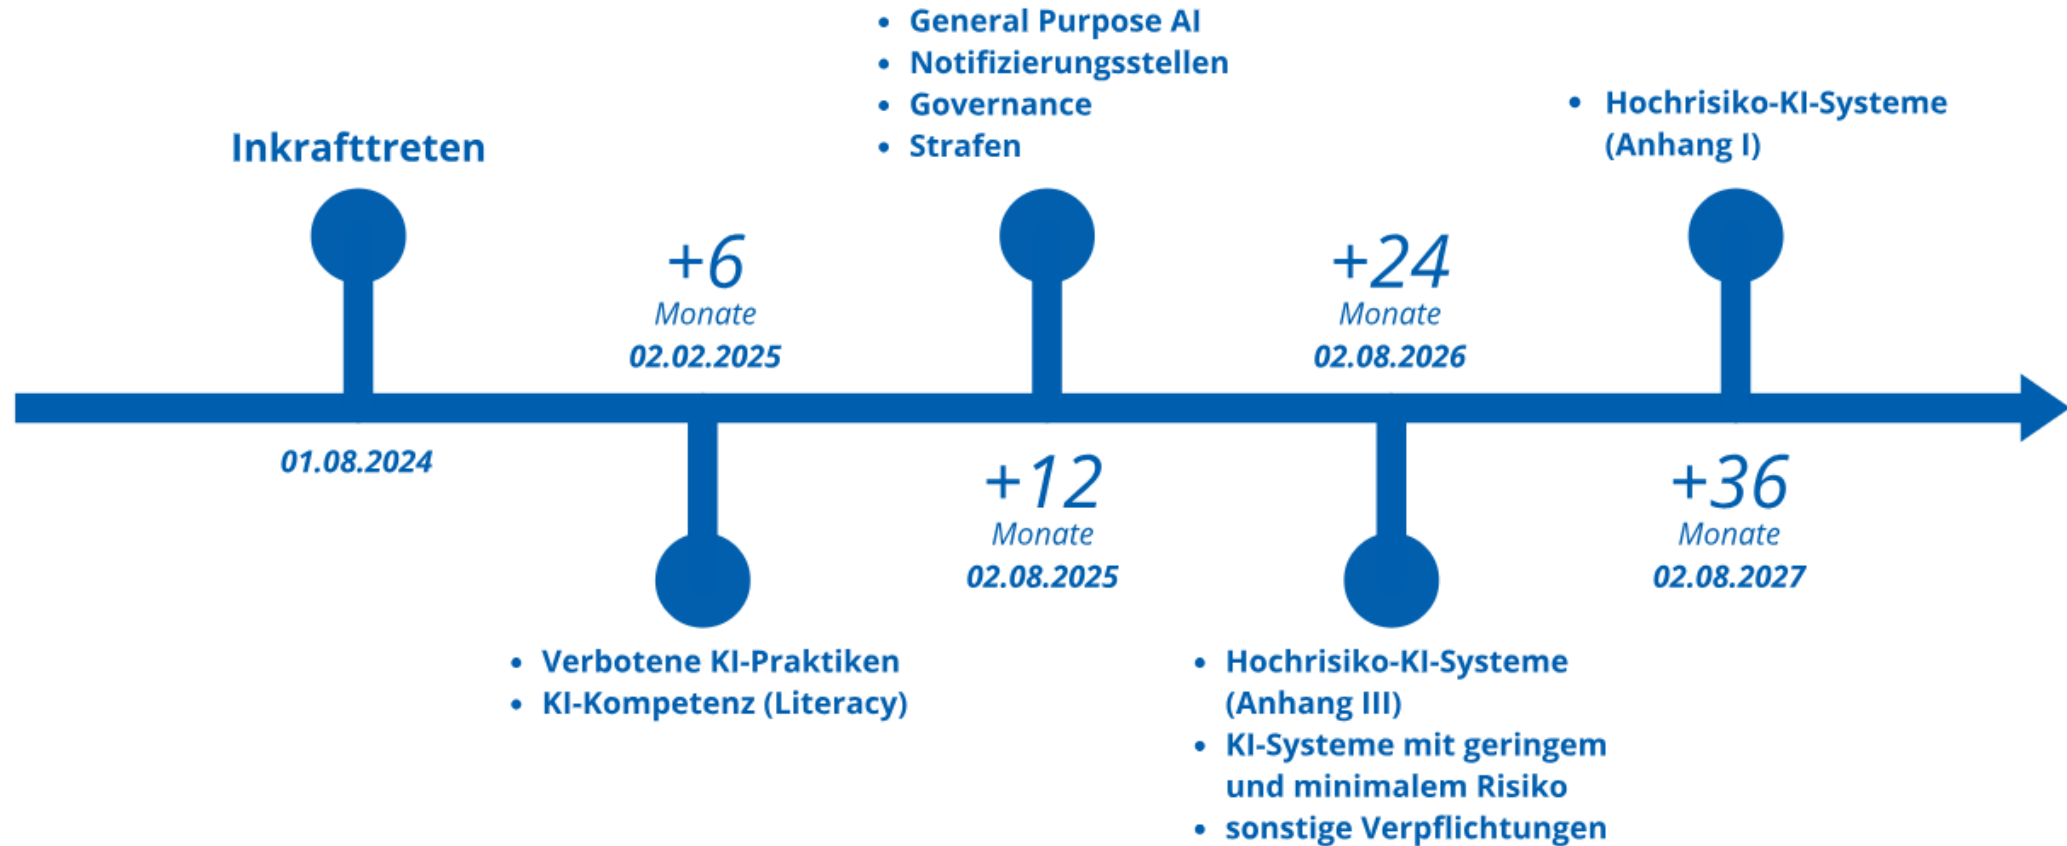 Inkrafttreten
01.08.2024
+6
Monate
02.02.2025
• Verbotene KI-Praktiken
• KI-Kompetenz (Literacy)
• General Purpose AI
• Notifizierungsstellen
• Governance
• Strafen
+12
Monate
02.08.2025
+24
Monate
02.08.2026
• Hochrisiko-KI-Systeme
(Anhang III)
• KI-Systeme mit geringem
und minimalem Risiko
• sonstige Verpflichtungen
• Hochrisiko-KI-Systeme
(Anhang I)
+36
Monate
02.08.2027